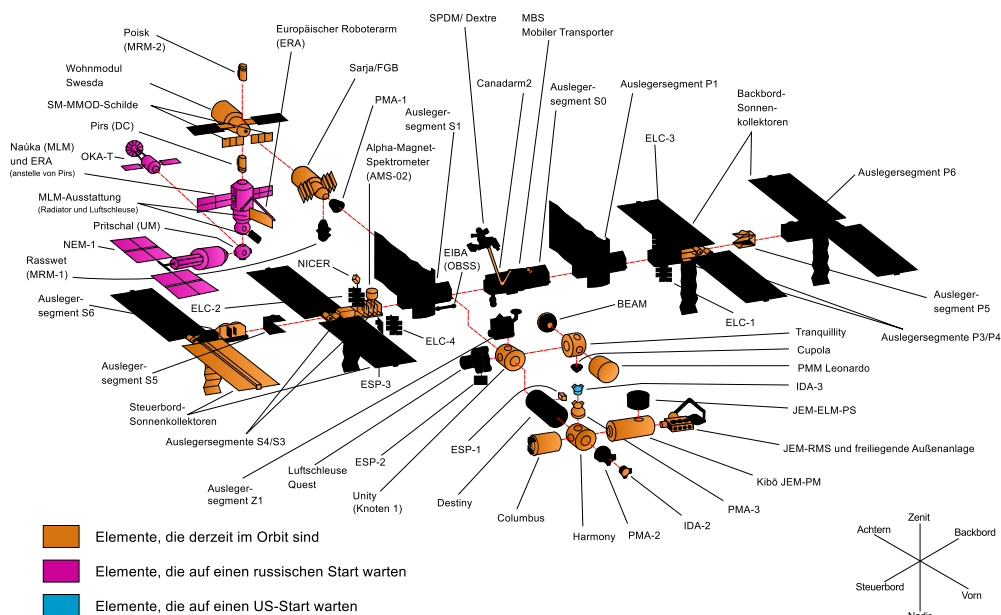 SPDM/ Dextre
MBS
Mobiler Transporter
Poisk
(MRM-2)
Europäischer Roboterarm
(ERA)
Wohnmodul
Swesda
Sarja/FGB
Canadarm2
Ausleger-
segment S0
Auslegersegment P1
Backbord-
Sonnen-
kollektoren
SM-MMOD-Schilde
PMA-1
Ausleger-
segment S1
Pirs (DC)
Alpha-Magnet-
Spektrometer
(AMS-02)
ELC-3
Naúka (MLM)
und ERA
(anstelle von Pirs)
OKA-T
Auslegersegment P6
MLM-Ausstattung
(Radiator und Luftschleuse)
Pritschal (UM)
NEM-1
EIBA
(OBSS)
Rasswet
(MRM-1)
NICER
Ausleger-
segment S6
ELC-2
BEAM
ELC-1
Ausleger-
segment P5
Tranquillity
Auslegersegmente P3/P4
ELC-4
Cupola
PMM Leonardo
Ausleger-
segment S5
ESP-3
IDA-3
JEM-ELM-PS
Steuerbord-
Sonnenkollektoren
Auslegersegmente S4/S3
ESP-1
JEM-RMS und freiliegende Außenanlage
ESP-2
Luftschleuse
Quest
Kibō JEM-PM
Ausleger-
segment Z1
Unity
(Knoten 1)
Destiny
PMA-3
Columbus
IDA-2
Harmony
PMA-2
Elemente, die derzeit im Orbit sind
Elemente, die auf einen russischen Start warten
Elemente, die auf einen US-Start warten
Zenit
Achtern
Backbord
Steuerbord
Vorn